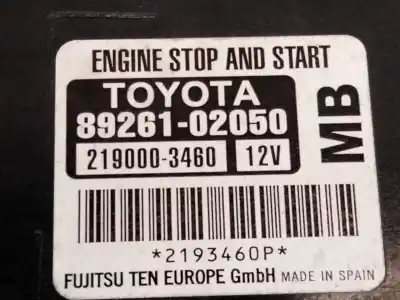 ENGINE STOP AND START
TOYOTA
89261-02050
219000-3460 12V
MB
*2193460P*
FUJITSU TEN EUROPE GmbH MADE IN SPAIN